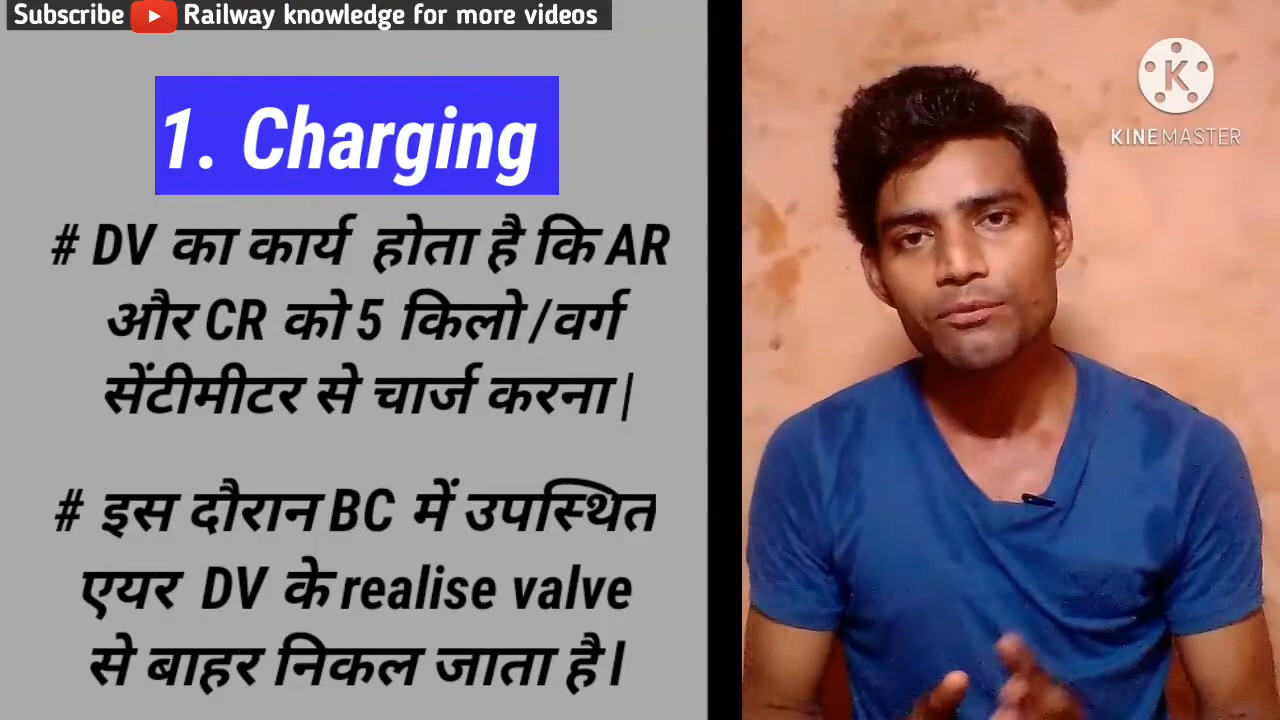 Subscribe Railway knowledge for more videos
1. Charging
# DV का कार्य होता है कि AR
और CR को 5 किलो/वर्ग
सेंटीमीटर से चार्ज करना|
# इस दौरान BC में उपस्थित
एयर DV के realise valve
से बाहर निकल जाता है l
K
KINEMASTER